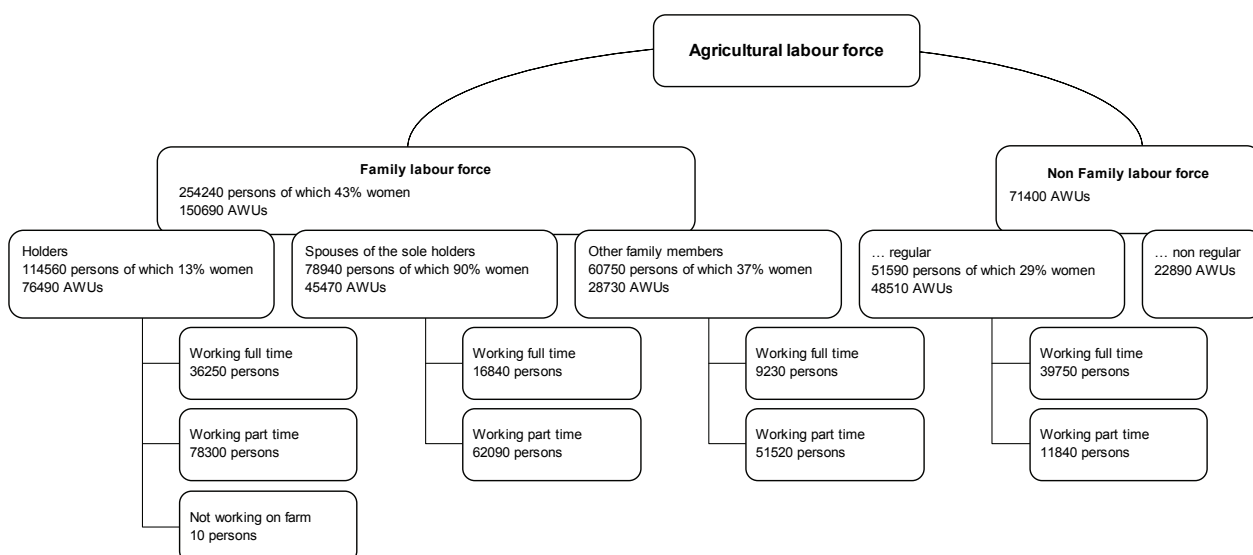 Agricultural labour force
Family labour force
254240 persons of which 43% women
150690 AWUs
Non Family labour force
71400 AWUs
Holders
114560 persons of which 13% women
76490 AWUs
Spouses of the sole holders
78940 persons of which 90% women
45470 AWUs
Other family members
60750 persons of which 37% women
28730 AWUs
... regular
51590 persons of which 29% women
48510 AWUs
... non regular
22890 AWUs
Working full time
36250 persons
Working full time
16840 persons
Working full time
9230 persons
Working full time
39750 persons
Working part time
78300 persons
Working part time
62090 persons
Working part time
51520 persons
Working part time
11840 persons
Not working on farm
10 persons